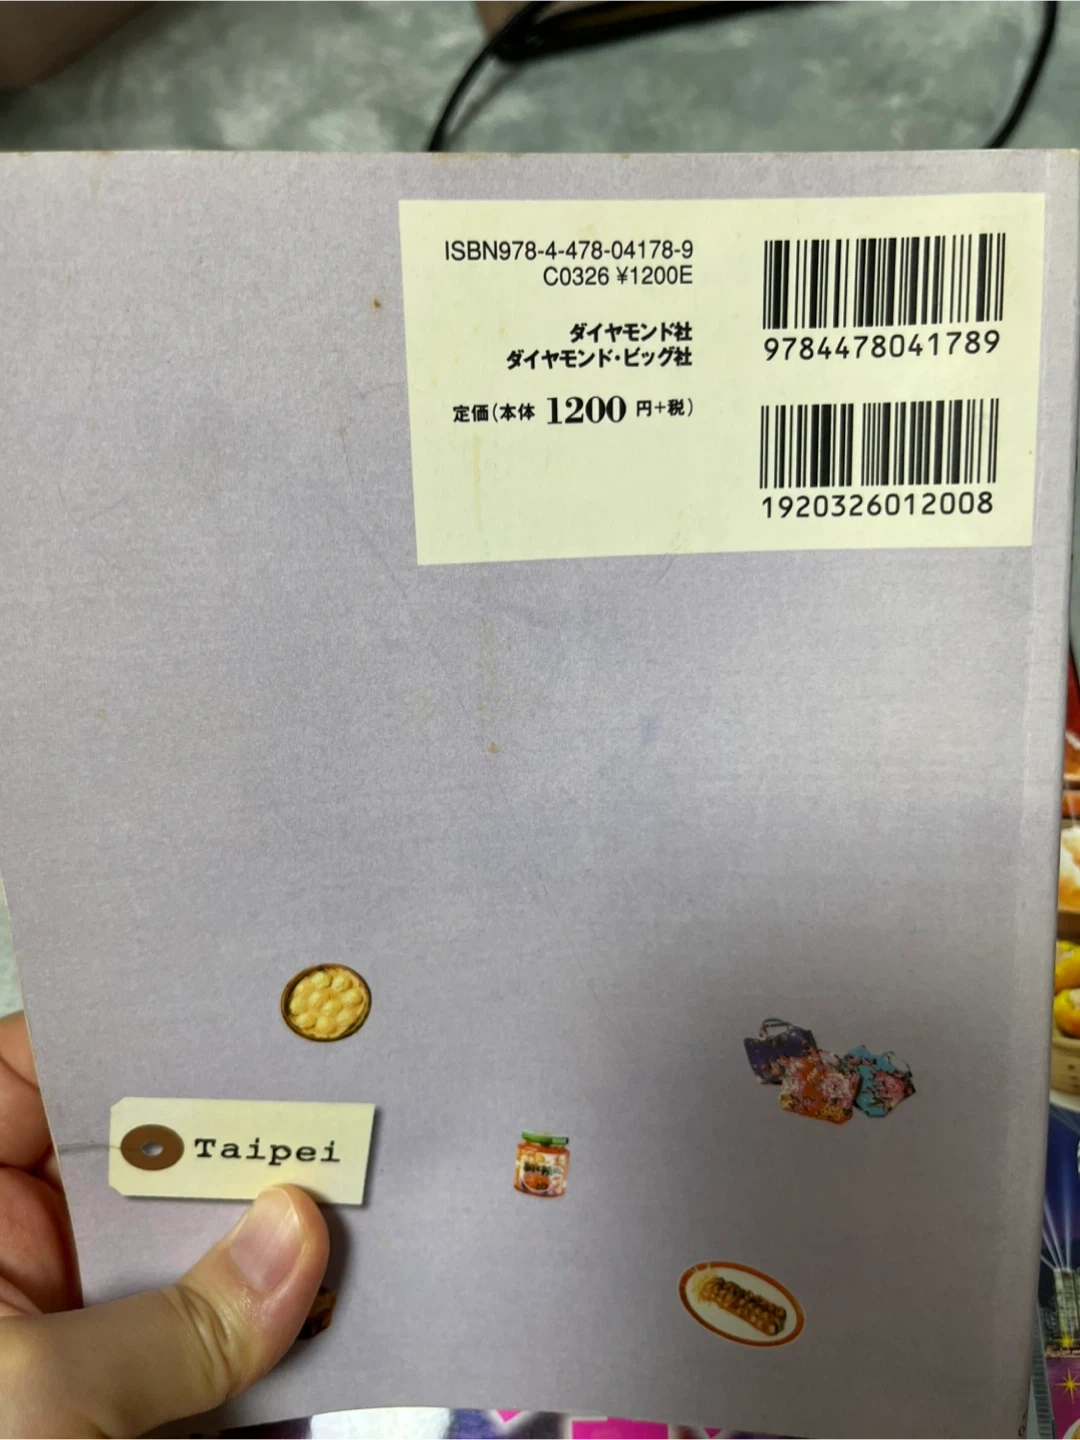 ISBN978-4-478-04178-9
C0326 ¥1200E
ダイヤモンド社
ダイヤモンド・ビッグ社
定価(本体 1200 円+税)
9784478041789
1920326012008
Taipei